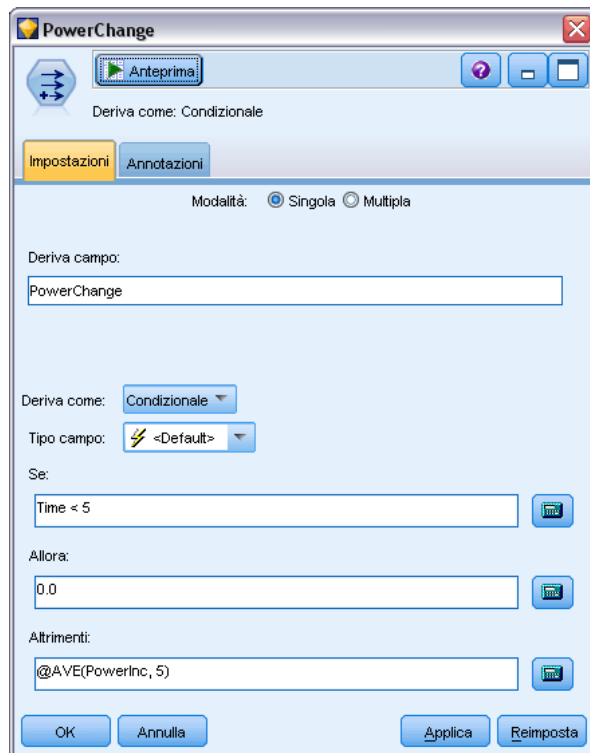 PowerChange
Anteprima
Deriva come: Condizionale
Impostazioni Annotazioni
Modalità: Singola Multipla
Deriva campo:
PowerChange
Deriva come: Condizionale
Tipo campo: <Default>
Se:
Time < 5
Allora:
0.0
Altrimenti:
@AVE(PowerInc, 5)
OK Annulla Applica Reimposta